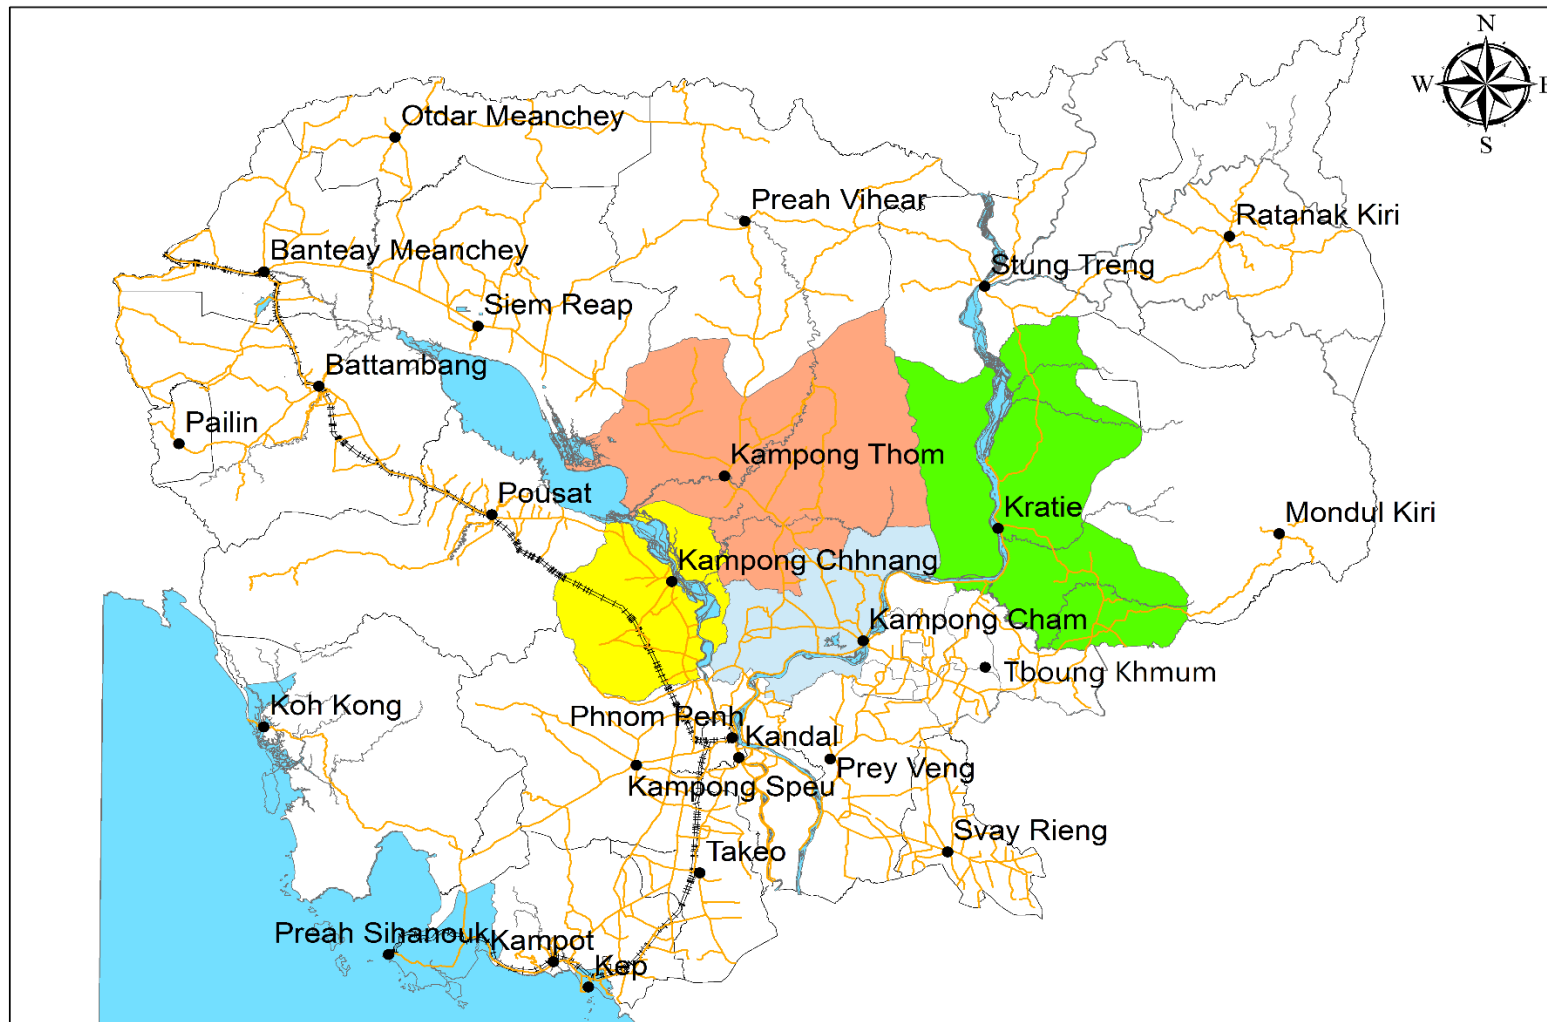 N
W
E
S
Otdar Meanchey
Preah Vihear
Ratanak Kiri
Banteay Meanchey
Stung Treng
Siem Reap
Battambang
Pailin
Kampong Thom
Pousat
Kratie
Mondul Kiri
Kampong Chhnang
Kampong Cham
Tboung Khmum
Koh Kong
Phnom Penh
Kandal
Prey Veng
Kampong Speu
Svay Rieng
Takeo
Preah Sihanouk
Kampot
Kep